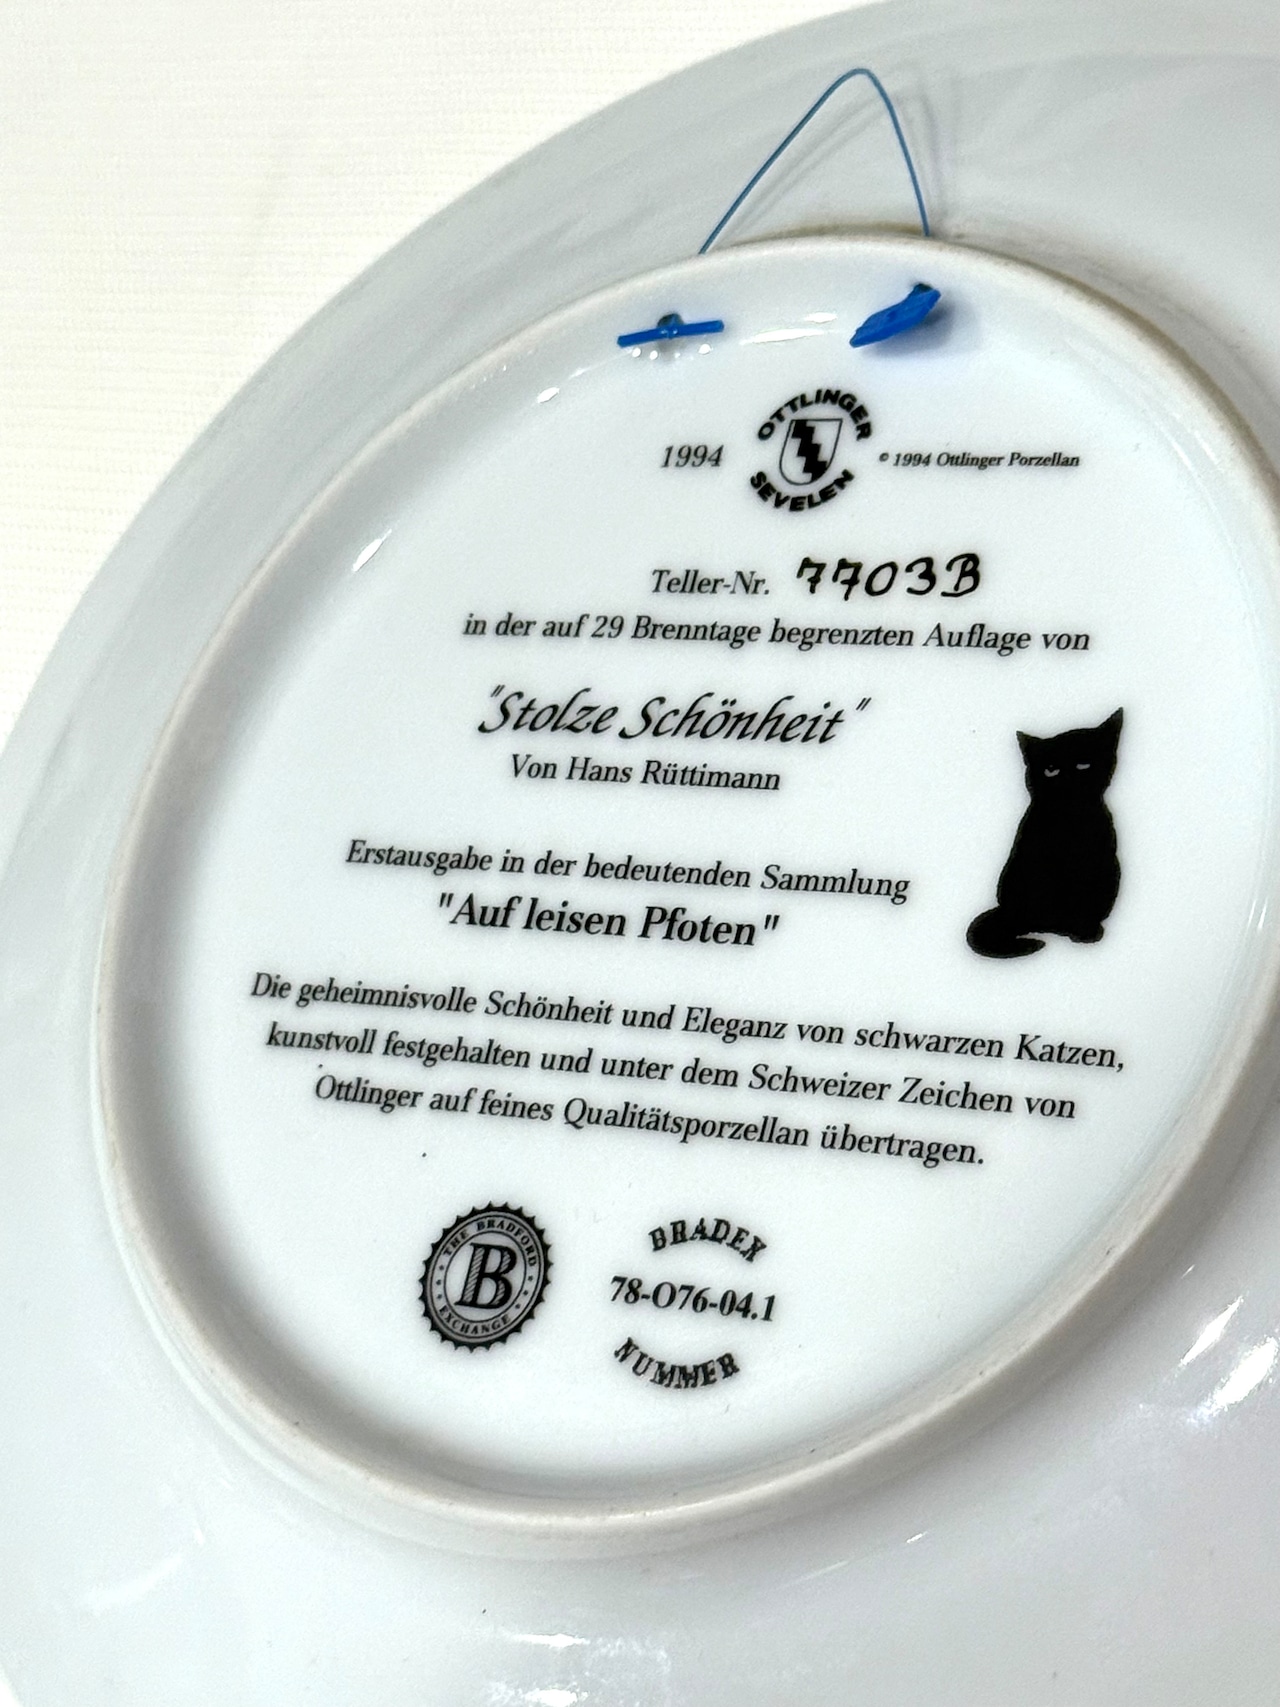 OTTLINGER
1994
SEVELEN
© 1994 Ottlinger Porzellan
Teller-Nr. 7703B
in der auf 29 Brenntage begrenzten Auflage von
"Stolze Schönheit"
Von Hans Rüttimann
Erstausgabe in der bedeutenden Sammlung
"Auf leisen Pfoten"
Die geheimnisvolle Schönheit und Eleganz von schwarzen Katzen,
kunstvoll festgehalten und unter dem Schweizer Zeichen von
Ottlinger auf feines Qualitätsporzellan übertragen.
THE BRADFORD
B
EXCHANGE
BRADEX
78-O76-04.1
NUMMER